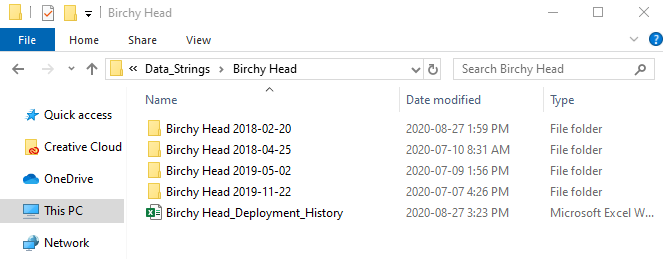 Birchy Head
File Home Share View
Data_Strings Birchy Head Search Birchy Head
Name Date modified Type
Quick access
Creative Cloud
OneDrive
This PC
Network
Birchy Head 2018-02-20 2020-08-27 1:59 PM File folder
Birchy Head 2018-04-25 2020-07-10 8:31 AM File folder
Birchy Head 2019-05-02 2020-07-09 1:56 PM File folder
Birchy Head 2019-11-22 2020-07-07 4:26 PM File folder
Birchy Head_Deployment_History 2020-08-27 3:23 PM Microsoft Excel W...